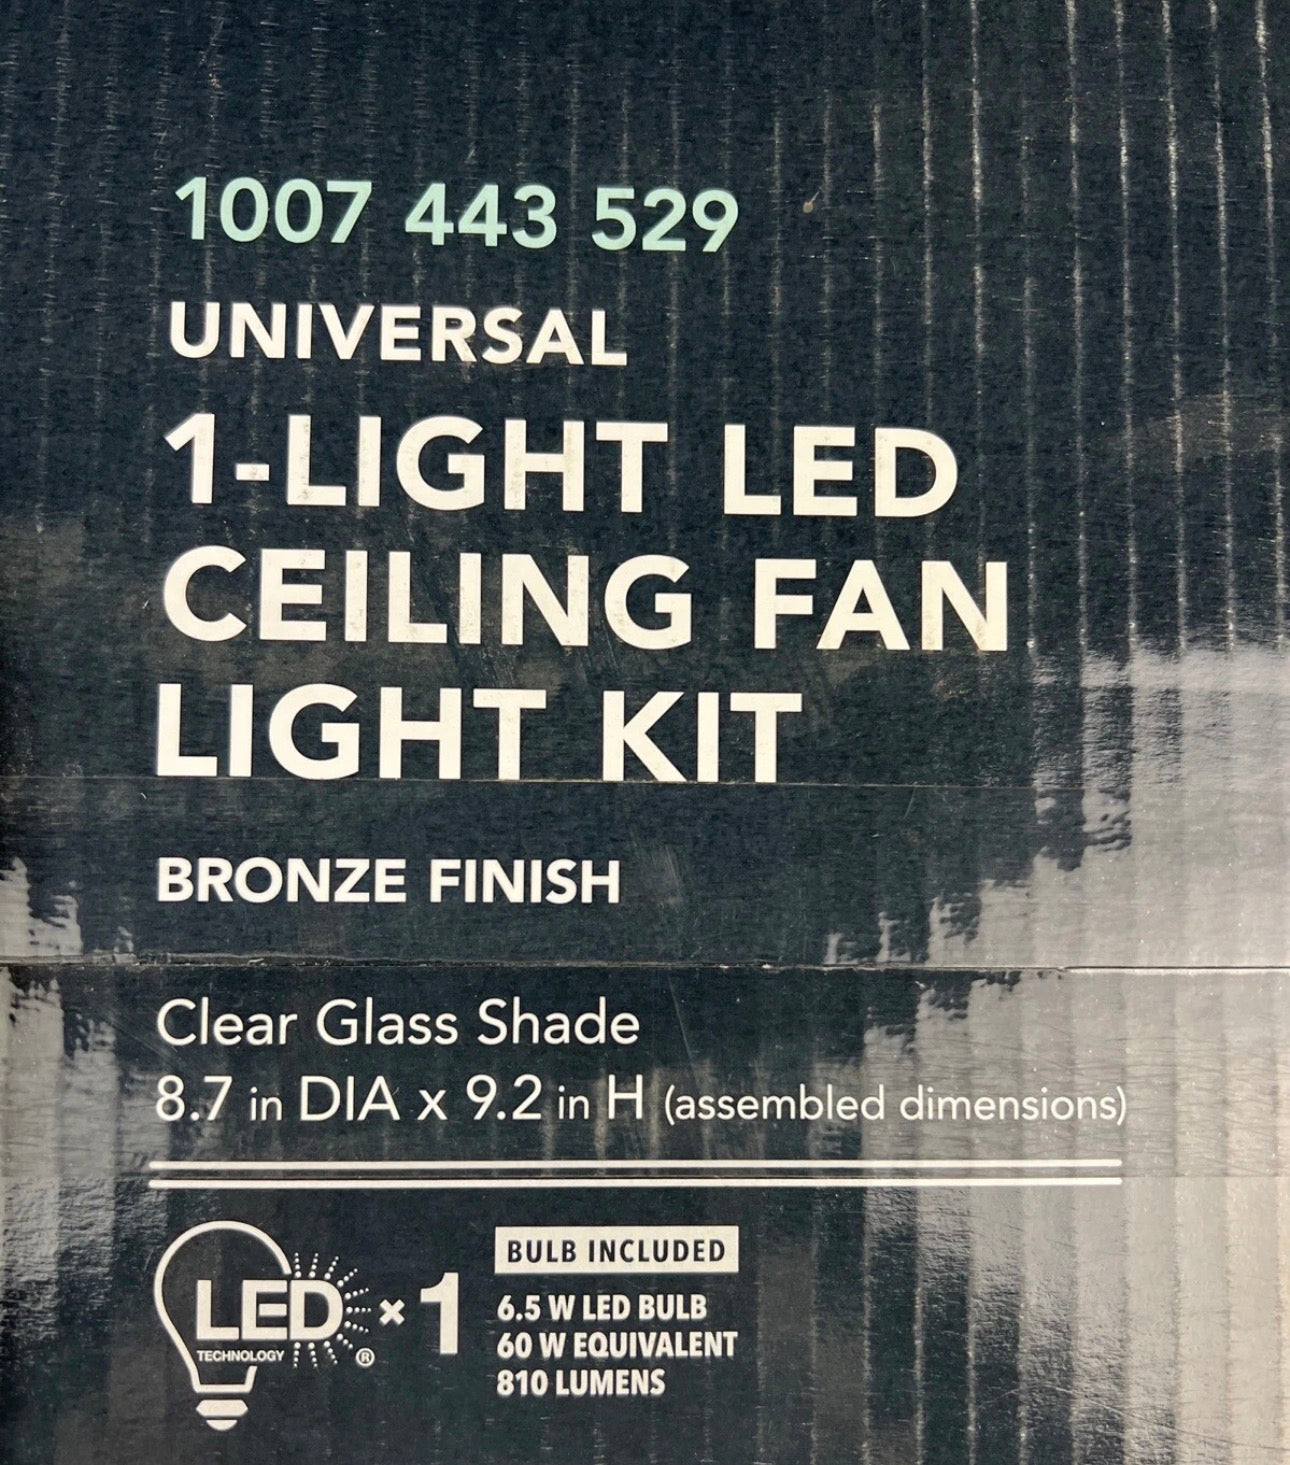 1007 443 529
UNIVERSAL
1-LIGHT LED
CEILING FAN
LIGHT KIT
BRONZE FINISH
Clear Glass Shade
8.7 in DIA x 9.2 in H (assembled dimensions)
LED
TECHNOLOGY ®
× 1
BULB INCLUDED
6.5 W LED BULB
60 W EQUIVALENT
810 LUMENS